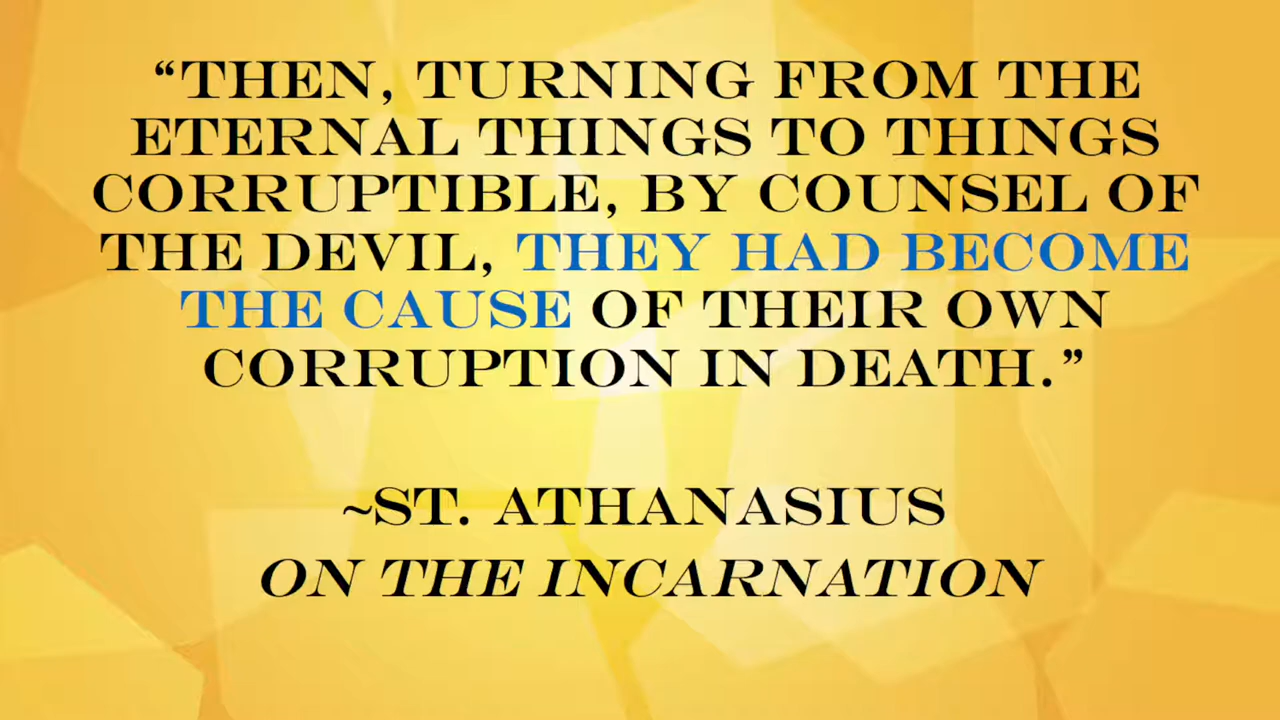 “THEN, TURNING FROM THE
ETERNAL THINGS TO THINGS
CORRUPTIBLE, BY COUNSEL OF
THE DEVIL, THEY HAD BECOME
THE CAUSE OF THEIR OWN
CORRUPTION IN DEATH.”
~ST. ATHANASIUS
ON THE INCARNATION